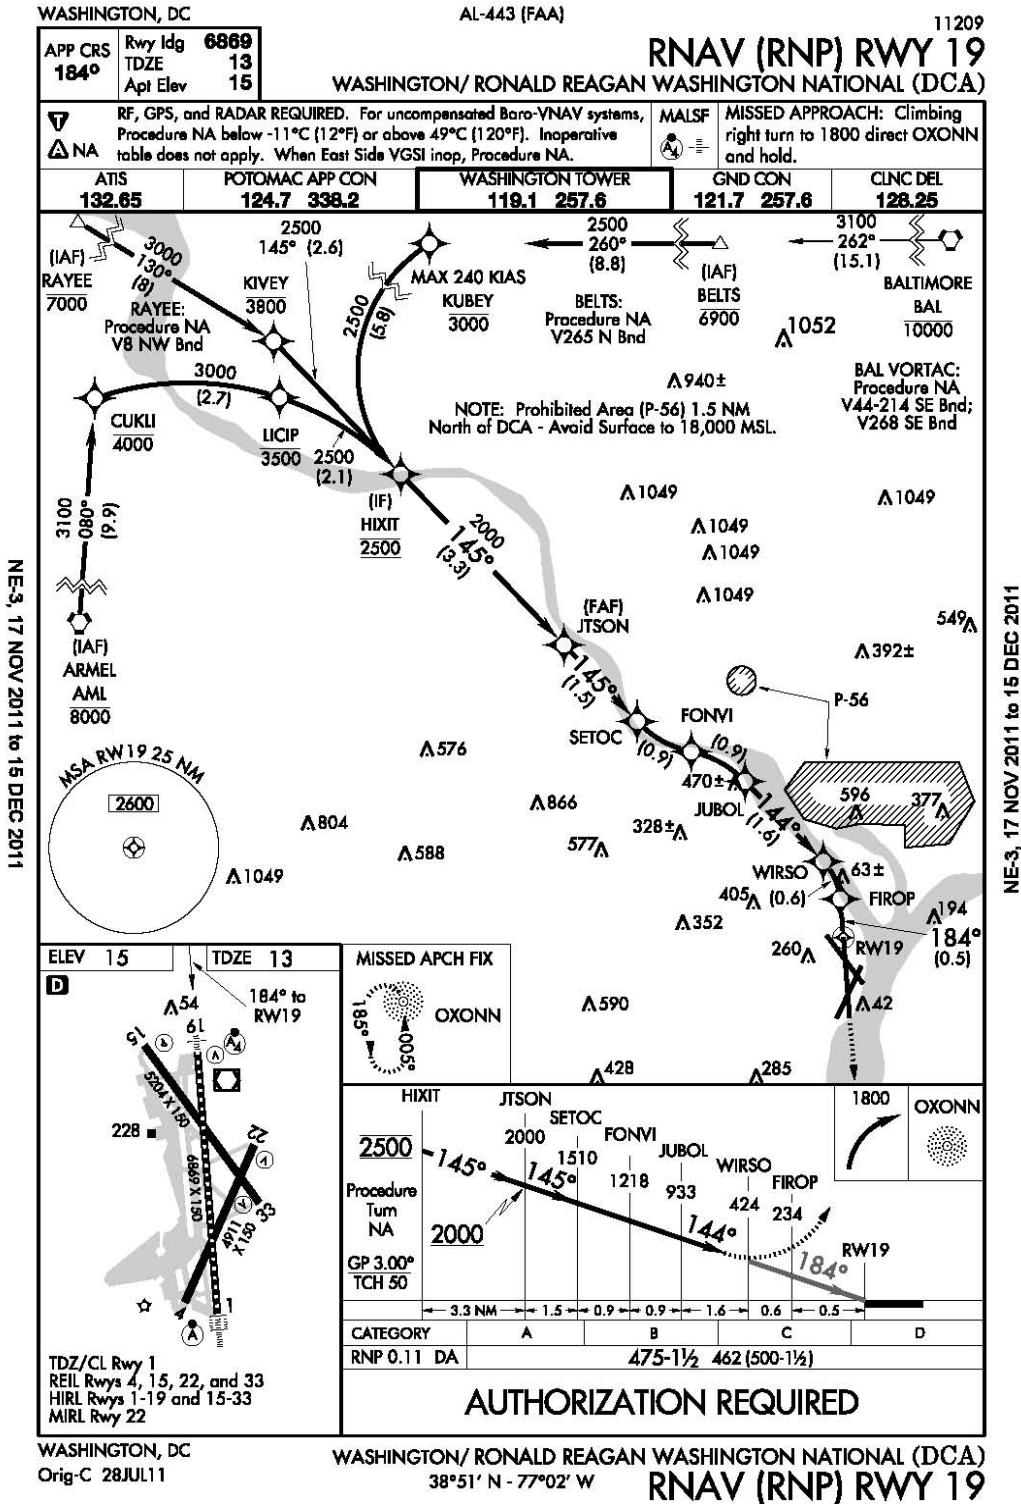 WASHINGTON, DC
AL-443 (FAA)
11209
APP CRS
184°
Rwy ldg 6869
TDZE 13
Apt Elev 15
RNAV (RNP) RWY 19
WASHINGTON/ RONALD REAGAN WASHINGTON NATIONAL (DCA)
T
A NA
RF, GPS, and RADAR REQUIRED. For uncompensated Baro-VNAV systems,
Procedure NA below -11°C (12°F) or above 49°C (120°F). Inoperative
table does not apply. When East Side VGSI inop, Procedure NA.
MALSF
A4
MISSED APPROACH: Climbing
right turn to 1800 direct OXONN
and hold.
ATIS
132.65
POTOMAC APP CON
124.7 338.2
WASHINGTON TOWER
119.1 257.6
GND CON
121.7 257.6
CLNC DEL
128.25
(IAF)
RAYEE
7000
3000
130°
(8)
RAYEE:
Procedure NA
V8 NW Bnd
2500
145° (2.6)
KIVEY
3800
MAX 240 KIAS
KUBEY
3000
2500
(5.8)
2500
260°
(8.8)
(IAF)
BELTS
6900
BELTS:
Procedure NA
V265 N Bnd
3100
262°
(15.1)
BALTIMORE
BAL
10000
1052
BAL VORTAC:
Procedure NA
V44-214 SE Bnd;
V268 SE Bnd
940±
NOTE: Prohibited Area (P-56) 1.5 NM
North of DCA - Avoid Surface to 18,000 MSL.
3000
(2.7)
CUKLI
4000
LICIP
3500
2500
(2.1)
3100
080°
(9.9)
(IF)
HIXIT
2500
2000
145°
(3.3)
1049
1049
1049
1049
1049
549
392±
(IAF)
ARMEL
AML
8000
(FAF)
JTSON
145°
(1.5)
P-56
SETOC
FONVI
(0.9)
(0.9)
576
470±
JUBOL
144°
(1.6)
596
377
MSA RW19 25 NM
2600
866
804
328±
577
588
1049
WIRSO
(0.6)
63±
FIROP
405
352
194
184°
(0.5)
260
RW19
590
42
428
285
NE-3, 17 NOV 2011 to 15 DEC 2011
NE-3, 17 NOV 2011 to 15 DEC 2011
ELEV 15
TDZE 13
D
184° to
RW19
54
19
15
P
V
A4
5204 X 150
228
22
V
6869 X 150
V
33
4911
X 150
4
1
A
TDZ/CL Rwy 1
REIL Rwys 4, 15, 22, and 33
HIRL Rwys 1-19 and 15-33
MIRL Rwy 22
MISSED APCH FIX
185°
005°
OXONN
HIXIT
JTSON
SETOC
FONVI
JUBOL
WIRSO
FIROP
RW19
1800
OXONN
2500
145°
2000
145°
1510
1218
933
424
234
Procedure
Turn
NA
2000
144°
184°
GP 3.00°
TCH 50
3.3 NM
1.5
0.9
0.9
1.6
0.6
0.5
CATEGORY A B C D
RNP 0.11 DA 475-1½ 462 (500-1½)
AUTHORIZATION REQUIRED
WASHINGTON, DC
Orig-C 28JUL11
WASHINGTON/ RONALD REAGAN WASHINGTON NATIONAL (DCA)
38°51' N - 77°02' W
RNAV (RNP) RWY 19